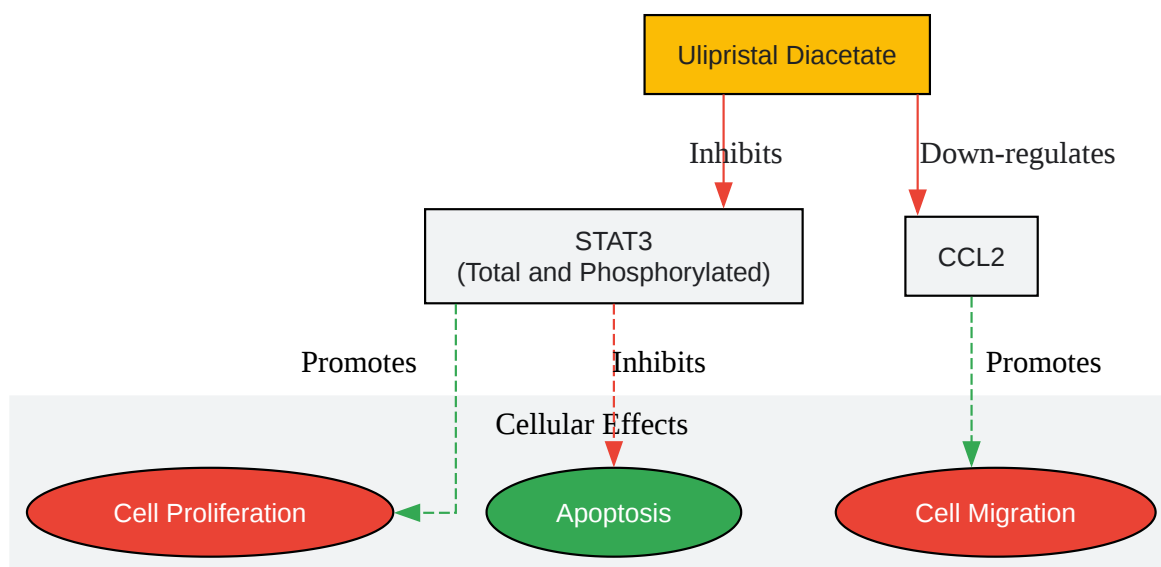 Ulipristal Diacetate
Inhibits
Down-regulates
STAT3
(Total and Phosphorylated)
CCL2
Promotes
Inhibits
Promotes
Cellular Effects
Cell Proliferation
Apoptosis
Cell Migration